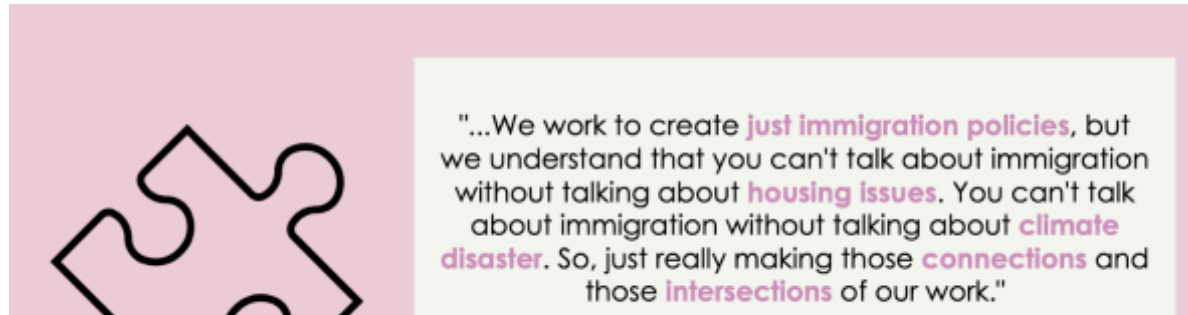 "...We work to create just immigration policies, but
we understand that you can't talk about immigration
without talking about housing issues. You can't talk
about immigration without talking about climate
disaster. So, just really making those connections and
those intersections of our work."